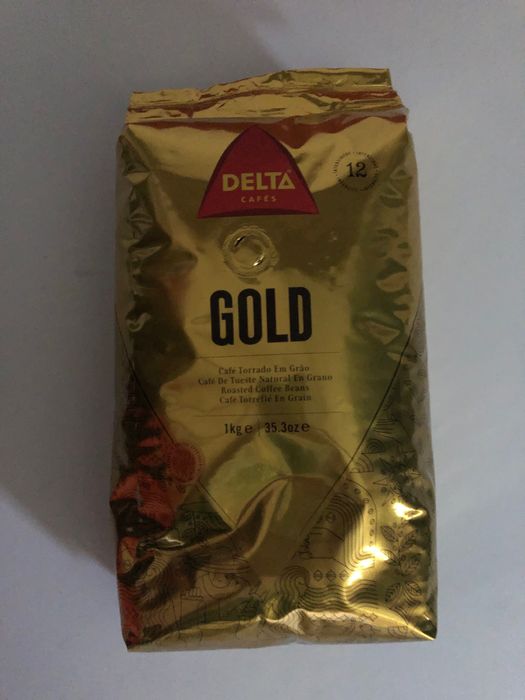 DELTA
CAFÉS
12
GOLD
Café Torrado Em Grão
Café De Tueste Natural En Grano
Roasted Coffee Beans
Café Torréfié En Grain
1kg e | 35.3oz e